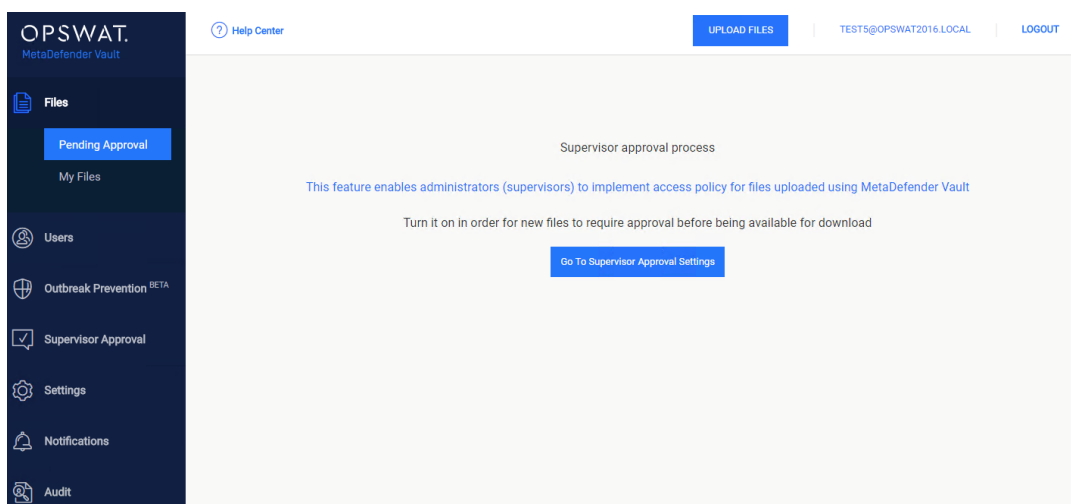 OPSWAT.
MetaDefender Vault
Help Center
UPLOAD FILES
TEST5@OPSWAT2016.LOCAL
LOGOUT
Files
Pending Approval
My Files
Users
Outbreak Prevention BETA
Supervisor Approval
Settings
Notifications
Audit
Supervisor approval process
This feature enables administrators (supervisors) to implement access policy for files uploaded using MetaDefender Vault
Turn it on in order for new files to require approval before being available for download
Go To Supervisor Approval Settings